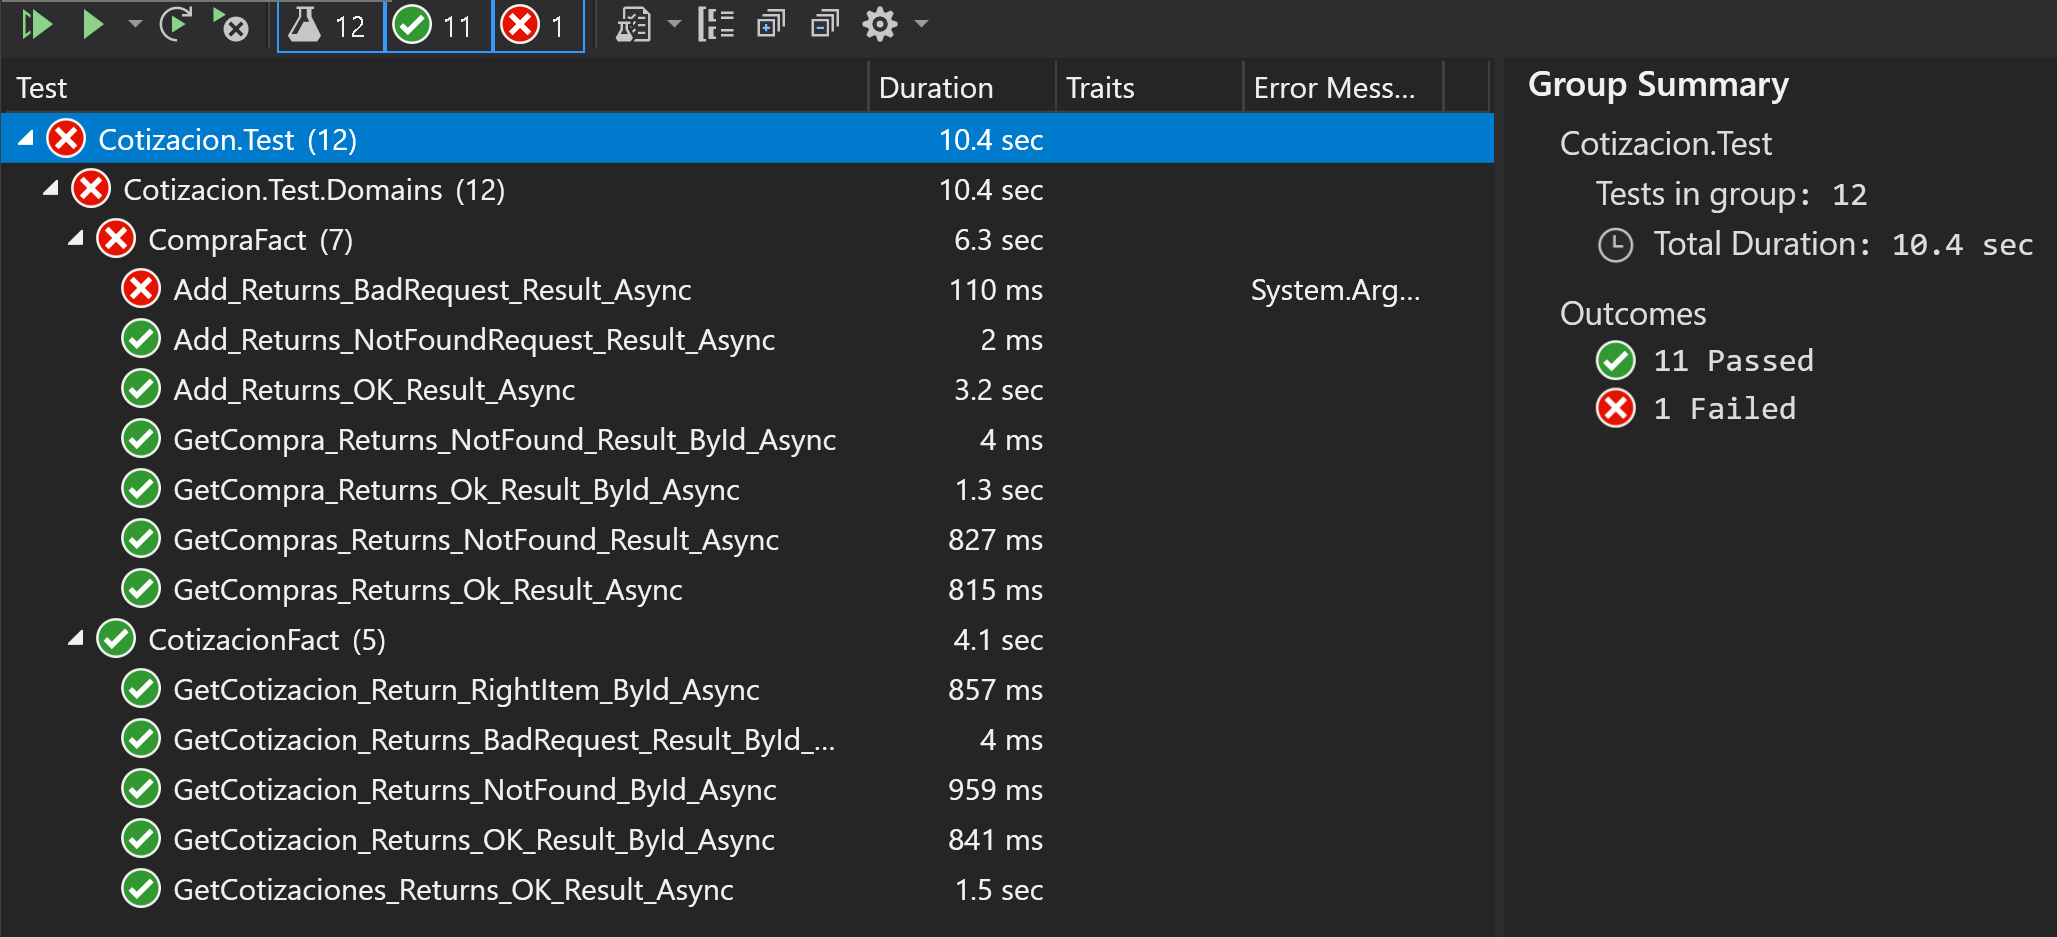 12 11 1
Test Duration Traits Error Mess...
Cotizacion.Test (12) 10.4 sec
Cotizacion.Test.Domains (12) 10.4 sec
CompraFact (7) 6.3 sec
Add_Returns_BadRequest_Result_Async 110 ms System.Arg...
Add_Returns_NotFoundRequest_Result_Async 2 ms
Add_Returns_OK_Result_Async 3.2 sec
GetCompra_Returns_NotFound_Result_ById_Async 4 ms
GetCompra_Returns_Ok_Result_ById_Async 1.3 sec
GetCompras_Returns_NotFound_Result_Async 827 ms
GetCompras_Returns_Ok_Result_Async 815 ms
CotizacionFact (5) 4.1 sec
GetCotizacion_Return_RightItem_ById_Async 857 ms
GetCotizacion_Returns_BadRequest_Result_ById_... 4 ms
GetCotizacion_Returns_NotFound_ById_Async 959 ms
GetCotizacion_Returns_OK_Result_ById_Async 841 ms
GetCotizaciones_Returns_OK_Result_Async 1.5 sec
Group Summary
Cotizacion.Test
Tests in group: 12
Total Duration: 10.4 sec
Outcomes
11 Passed
1 Failed